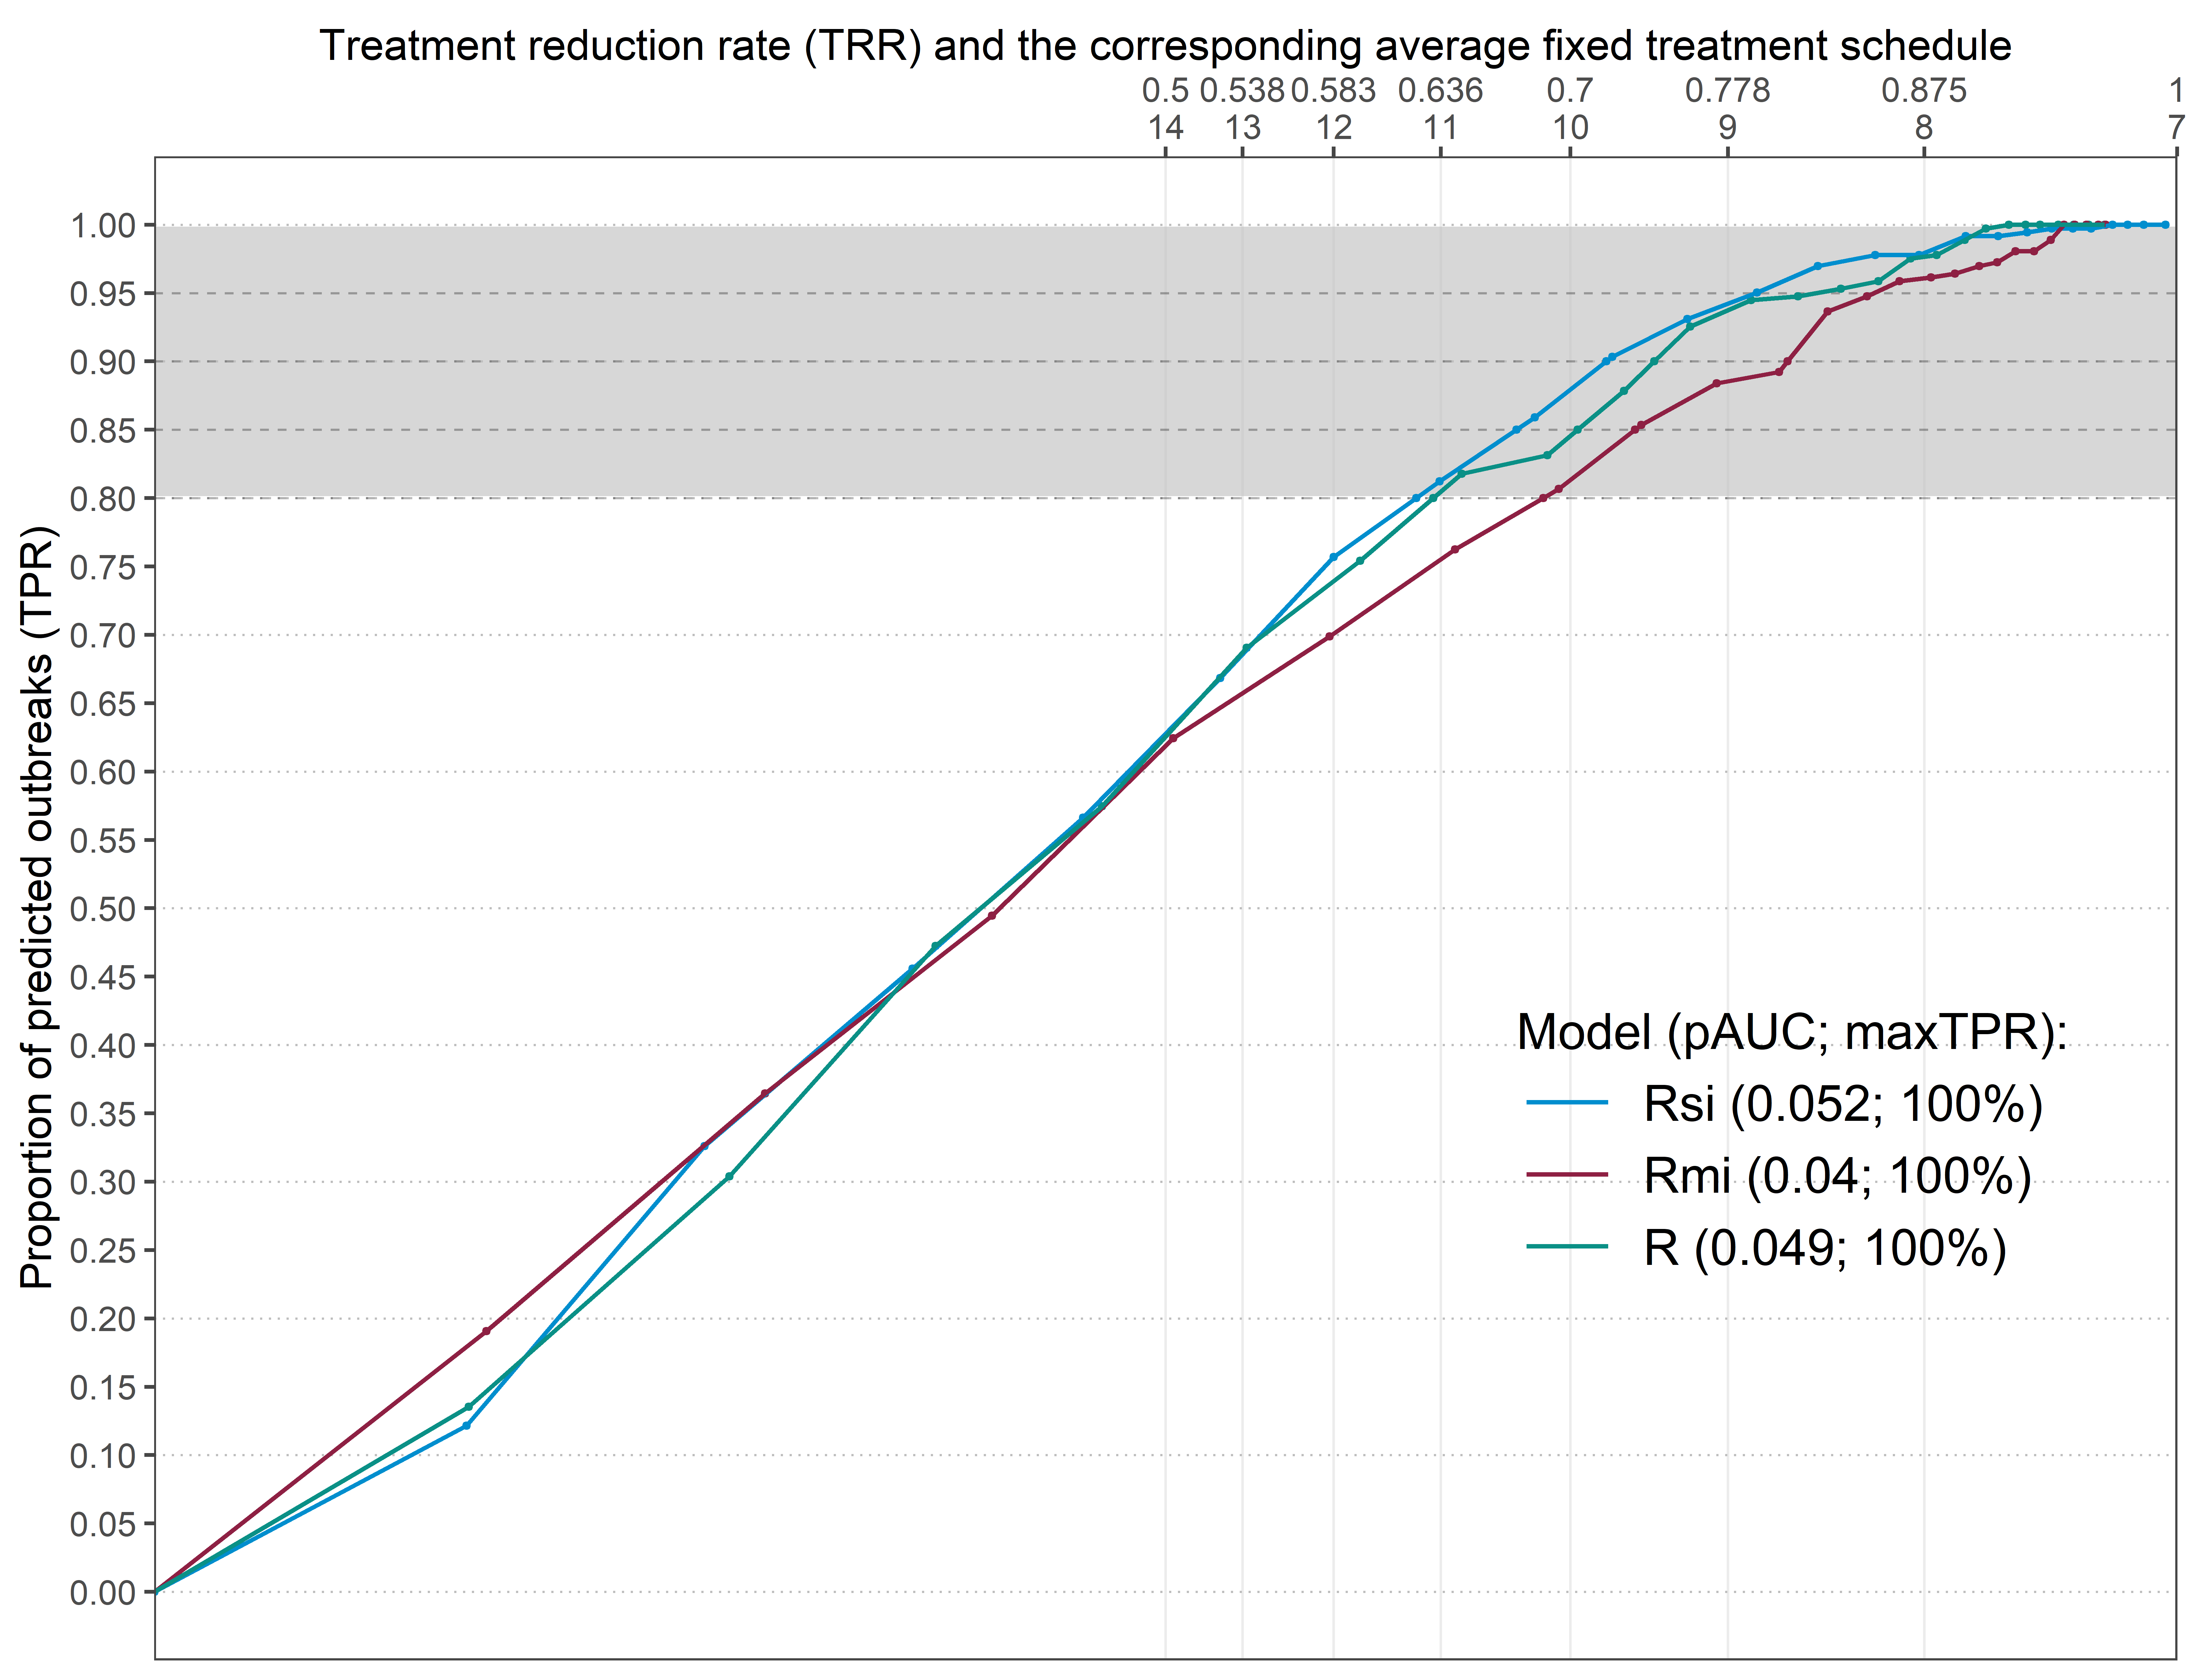 Treatment reduction rate (TRR) and the corresponding average fixed treatment schedule
0.5 0.538 0.583 0.636 0.7 0.778 0.875 1
14 13 12 11 10 9 8 7
Proportion of predicted outbreaks (TPR)
1.00
0.95
0.90
0.85
0.80
0.75
0.70
0.65
0.60
0.55
0.50
0.45
0.40
0.35
0.30
0.25
0.20
0.15
0.10
0.05
0.00
Model (pAUC; maxTPR):
Rsi (0.052; 100%)
Rmi (0.04; 100%)
R (0.049; 100%)